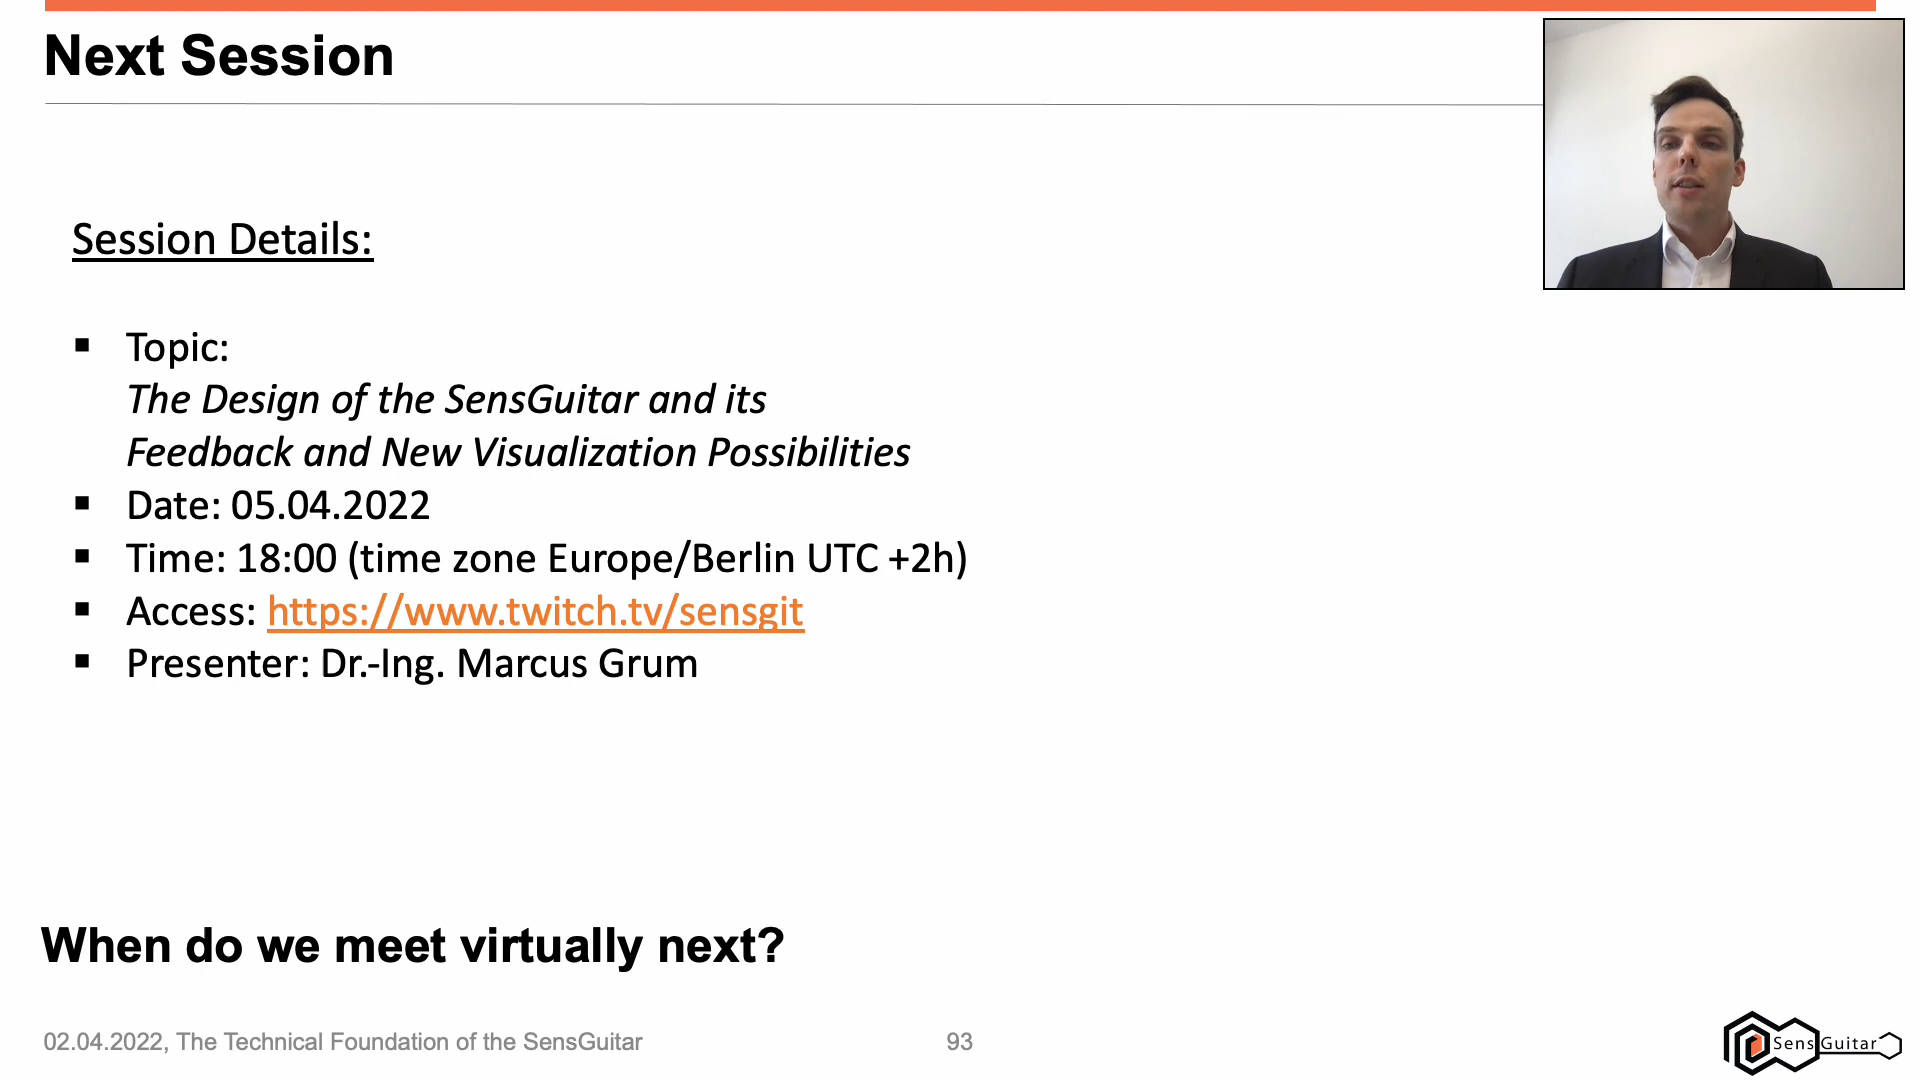 Next Session
Session Details:
▪ Topic:
The Design of the SensGuitar and its
Feedback and New Visualization Possibilities
▪ Date: 05.04.2022
▪ Time: 18:00 (time zone Europe/Berlin UTC +2h)
▪ Access: https://www.twitch.tv/sensgit
▪ Presenter: Dr.-Ing. Marcus Grum
When do we meet virtually next?
02.04.2022, The Technical Foundation of the SensGuitar
93
SensGuitar